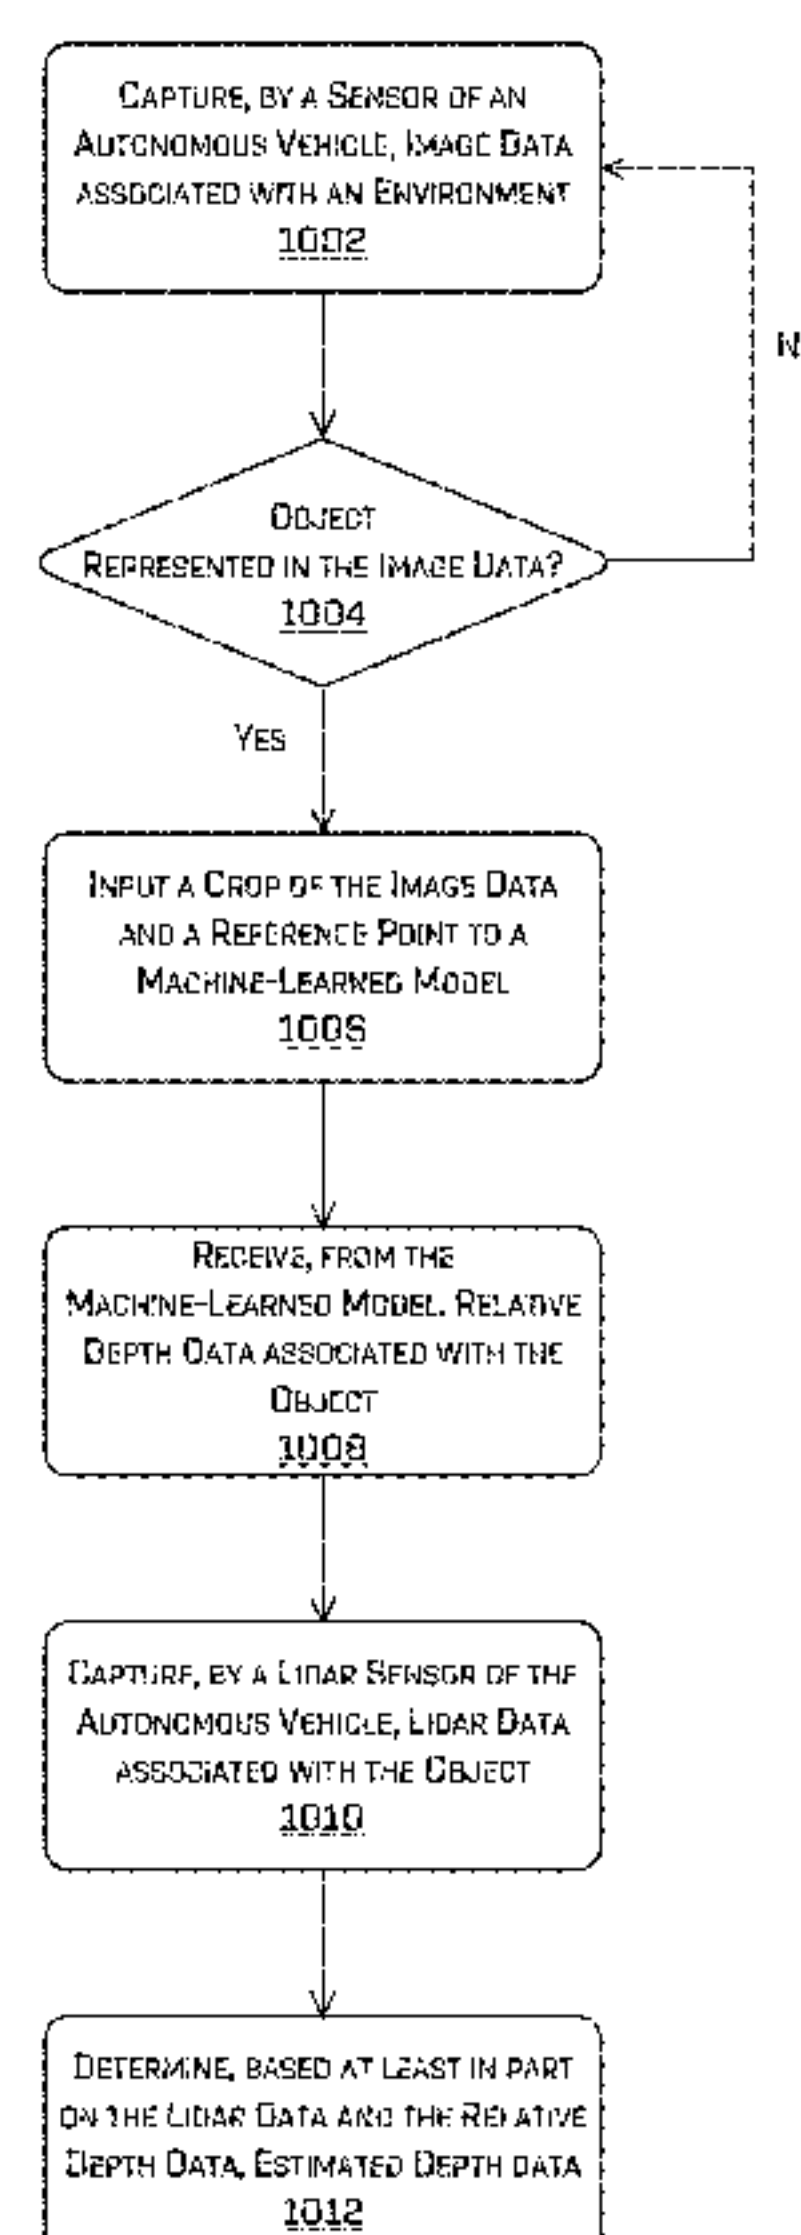 CAPTURE, BY A SENSOR OF AN
AUTONOMOUS VEHICLE, IMAGE DATA
ASSOCIATED WITH AN ENVIRONMENT
1002
N
OBJECT
REPRESENTED IN THE IMAGE DATA?
1004
YES
INPUT A CROP OF THE IMAGE DATA
AND A REFERENCE POINT TO A
MACHINE-LEARNED MODEL
1006
RECEIVE, FROM THE
MACHINE-LEARNED MODEL, RELATIVE
DEPTH DATA ASSOCIATED WITH THE
OBJECT
1008
CAPTURE, BY A LIDAR SENSOR OF THE
AUTONOMOUS VEHICLE, LIDAR DATA
ASSOCIATED WITH THE OBJECT
1010
DETERMINE, BASED AT LEAST IN PART
ON THE LIDAR DATA AND THE RELATIVE
DEPTH DATA, ESTIMATED DEPTH DATA
1012